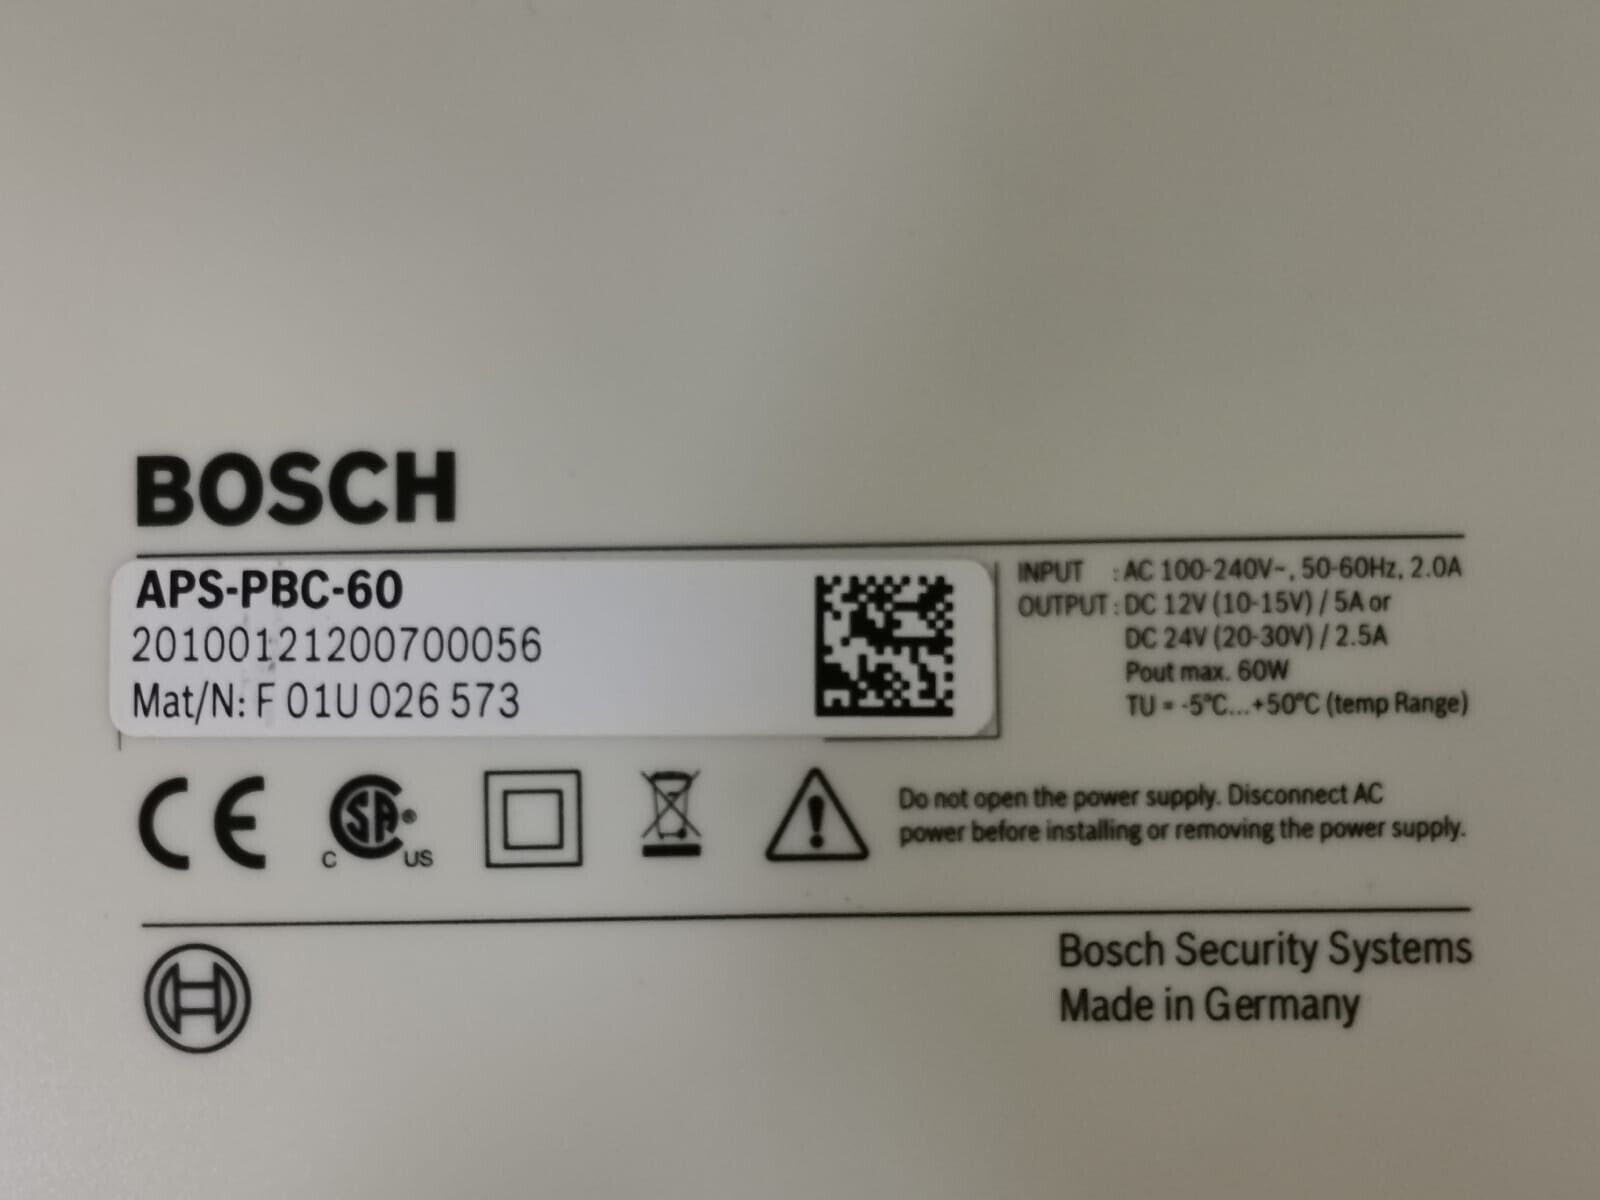 BOSCH
APS-PBC-60
201001212007000056
Mat/N: F 01U 026 573
INPUT : AC 100-240V~, 50-60Hz, 2.0A
OUTPUT : DC 12V (10-15V) / 5A or
DC 24V (20-30V) / 2.5A
Pout max. 60W
TU = -5°C...+50°C (temp Range)
CE
C SA® US
Do not open the power supply. Disconnect AC
power before installing or removing the power supply.
Bosch Security Systems
Made in Germany